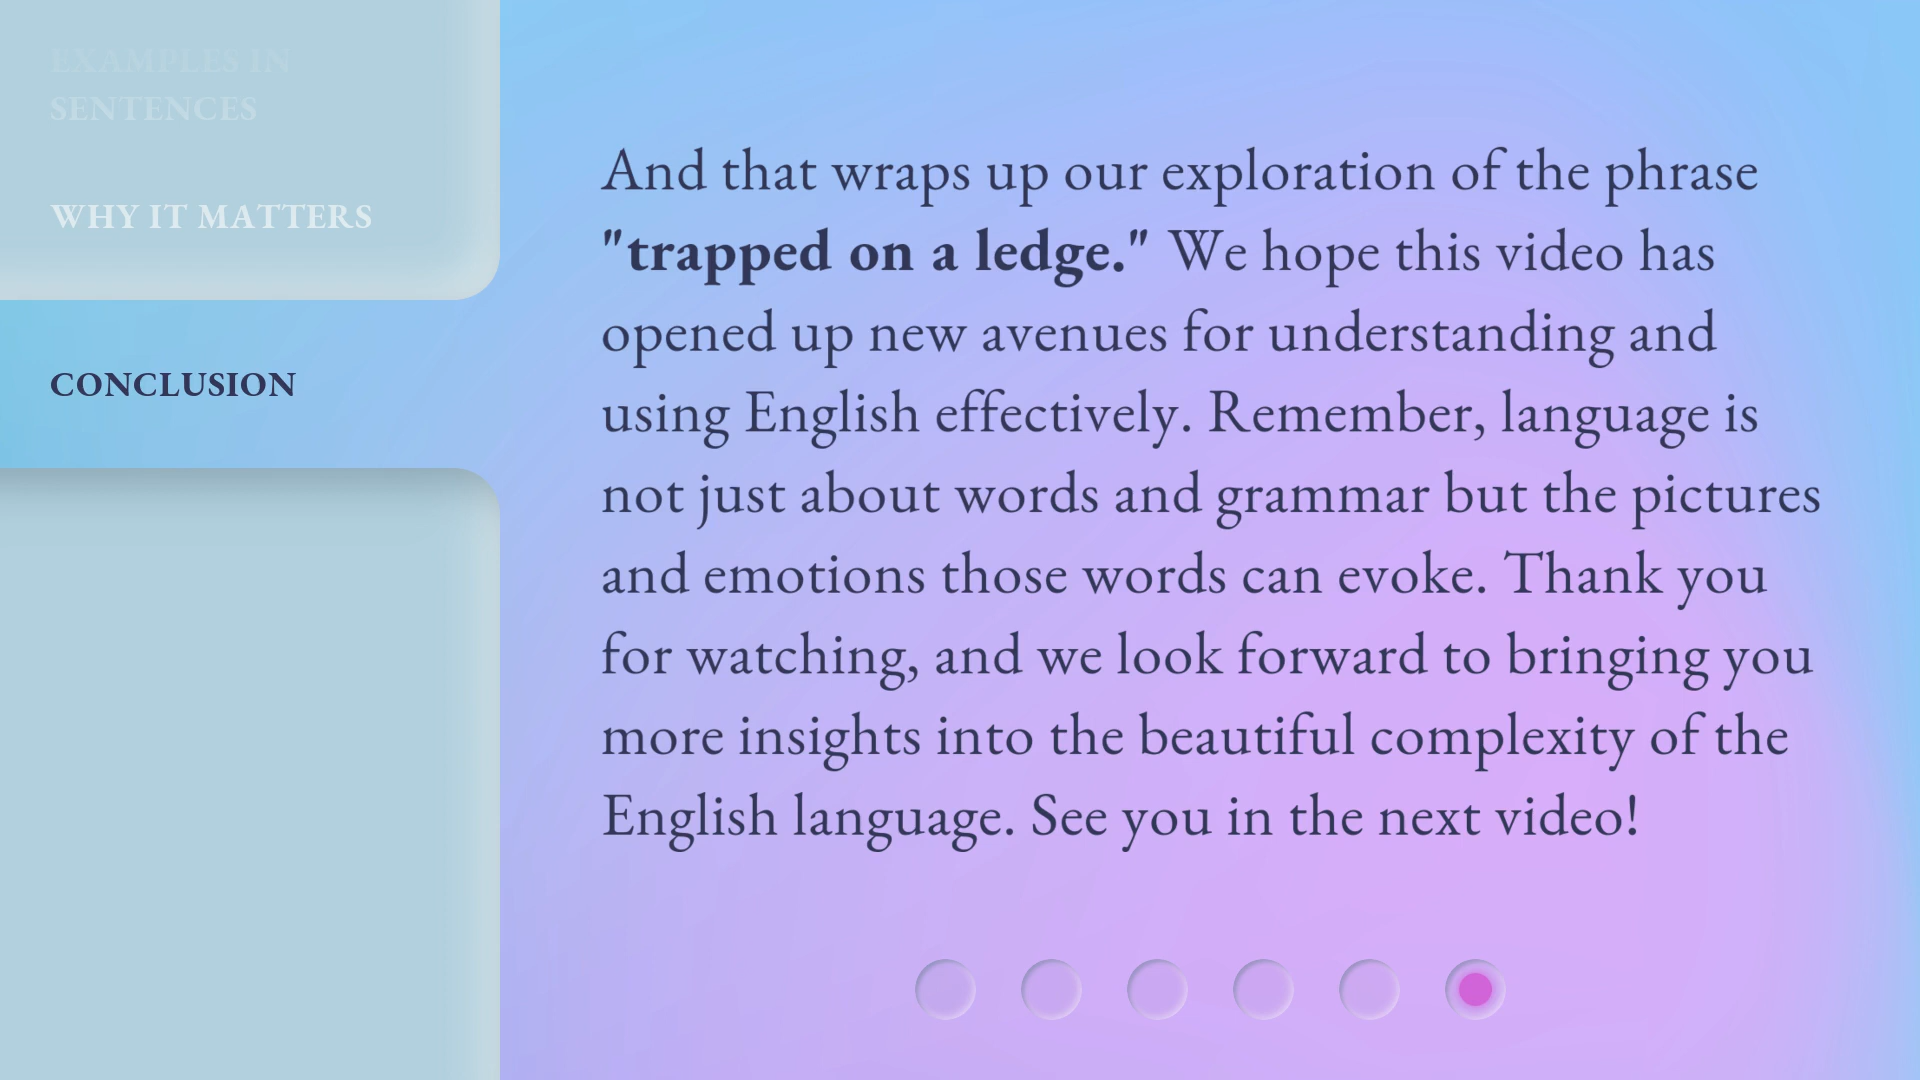 EXAMPLES IN
SENTENCES
WHY IT MATTERS
CONCLUSION
And that wraps up our exploration of the phrase
"trapped on a ledge." We hope this video has
opened up new avenues for understanding and
using English effectively. Remember, language is
not just about words and grammar but the pictures
and emotions those words can evoke. Thank you
for watching, and we look forward to bringing you
more insights into the beautiful complexity of the
English language. See you in the next video!